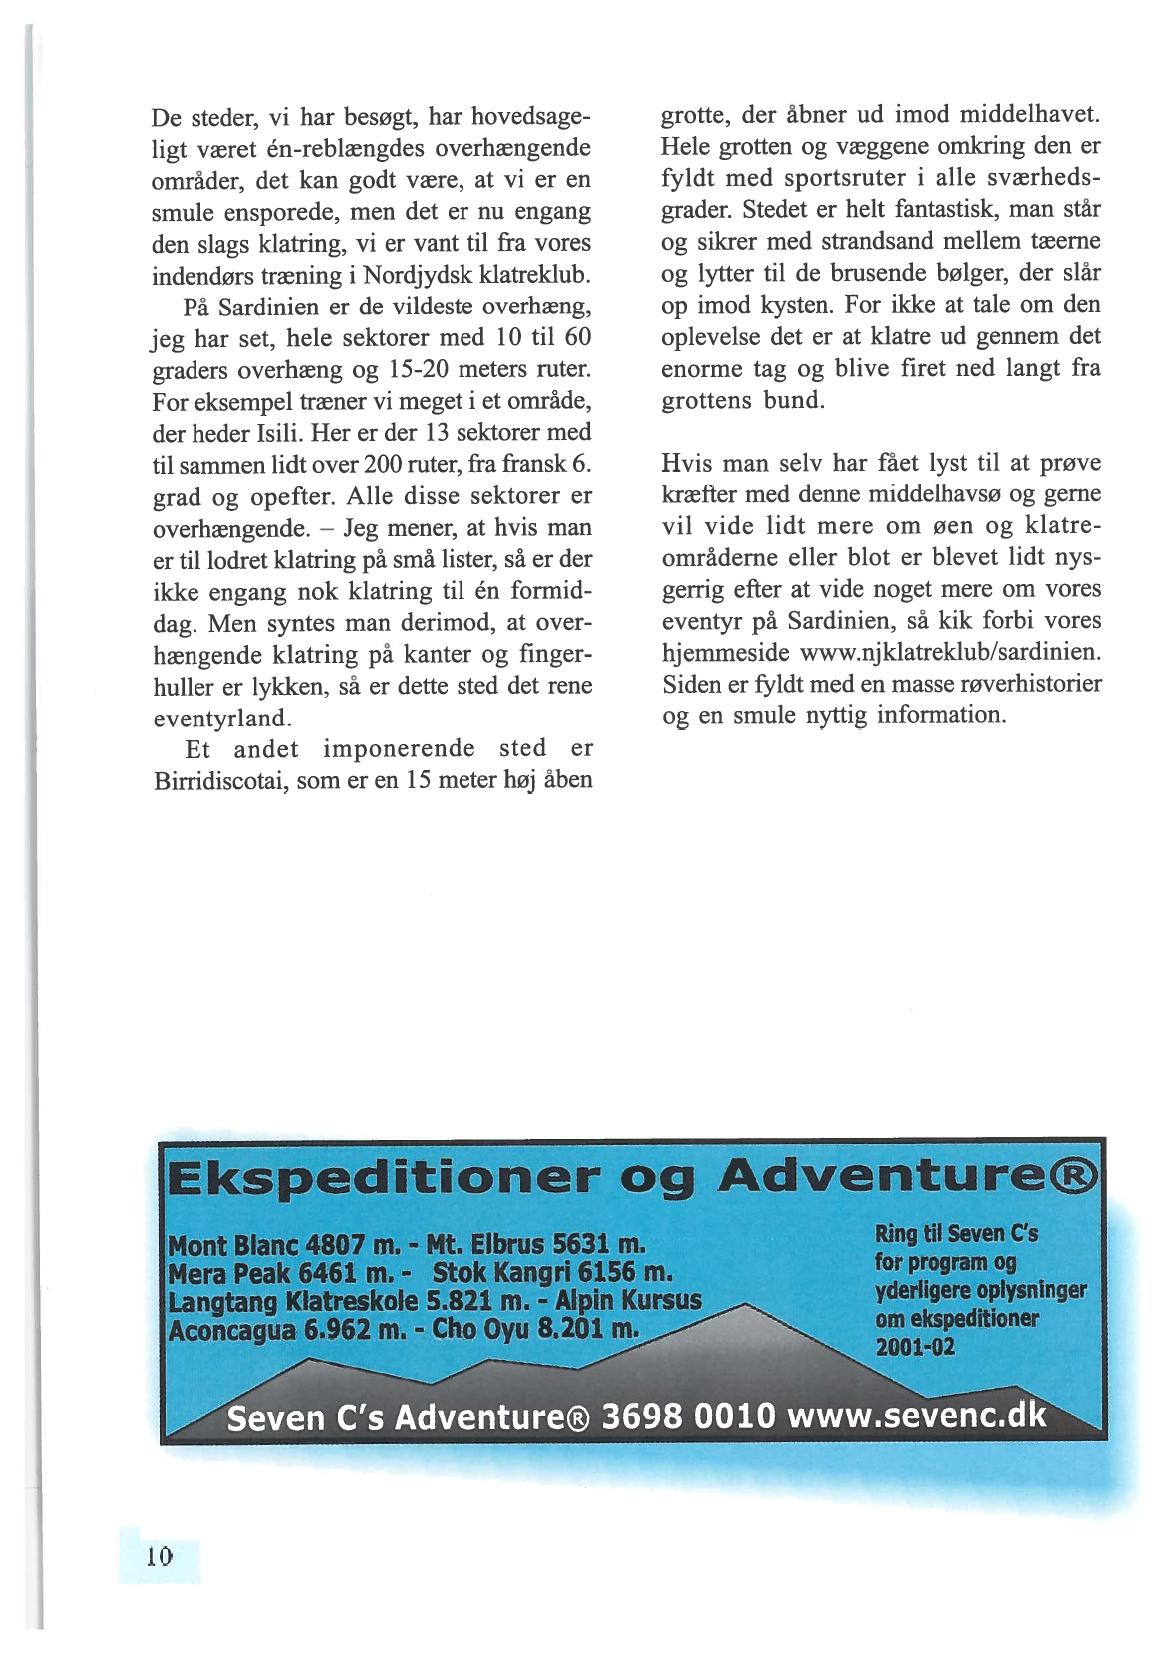 De steder, vi har besøgt, har hovedsage-
ligt været én-reblængdes overhængende
områder, det kan godt være, at vi er en
smule ensporede, men det er nu engang
den slags klatring, vi er vant til fra vores
indendørs træning i Nordjydsk klatreklub.
På Sardinien er de vildeste overhæng,
jeg har set, hele sektorer med 10 til 60
graders overhæng og 15-20 meters ruter.
For eksempel træner vi meget i et område,
der heder Isili. Her er der 13 sektorer med
til sammen lidt over 200 ruter, fra fransk 6.
grad og opefter. Alle disse sektorer er
overhængende. – Jeg mener, at hvis man
er til lodret klatring på små lister, så er der
ikke engang nok klatring til én formid-
dag. Men syntes man derimod, at over-
hængende klatring på kanter og finger-
huller er lykken, så er dette sted det rene
eventyrland.
Et andet imponerende sted er
Birridiscotai, som er en 15 meter høj åben
grotte, der åbner ud imod middelhavet.
Hele grotten og væggene omkring den er
fyldt med sportsruter i alle sværheds-
grader. Stedet er helt fantastisk, man står
og sikrer med strandsand mellem tæerne
og lytter til de brusende bølger, der slår
op imod kysten. For ikke at tale om den
oplevelse det er at klatre ud gennem det
enorme tag og blive firet ned langt fra
grottens bund.
Hvis man selv har fået lyst til at prøve
kræfter med denne middelhavsø og gerne
vil vide lidt mere om øen og klatre-
områderne eller blot er blevet lidt nys-
gerrig efter at vide noget mere om vores
eventyr på Sardinien, så kik forbi vores
hjemmeside www.njklatreklub/sardinien.
Siden er fyldt med en masse røverhistorier
og en smule nyttig information.
Ekspeditioner og Adventure®
Mont Blanc 4807 m. - Mt. Elbrus 5631 m.
Mera Peak 6461 m. - Stok Kangri 6156 m.
Langtang Klatreskole 5.821 m. - Alpin Kursus
Aconcagua 6.962 m. - Cho Oyu 8.201 m.
Ring til Seven C's
for program og
yderligere oplysninger
om ekspeditioner
2001-02
Seven C's Adventure® 3698 0010 www.sevenc.dk
10